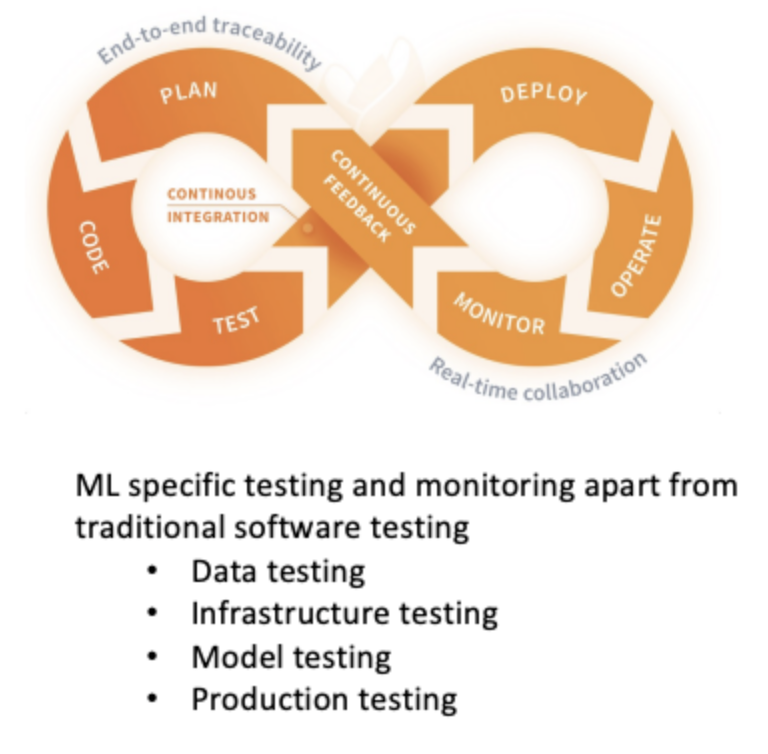 End-to-end traceability
PLAN
DEPLOY
CONTINUOUS
FEEDBACK
CONTINOUS
INTEGRATION
CODE
OPERATE
TEST
MONITOR
Real-time collaboration
ML specific testing and monitoring apart from
traditional software testing
• Data testing
• Infrastructure testing
• Model testing
• Production testing